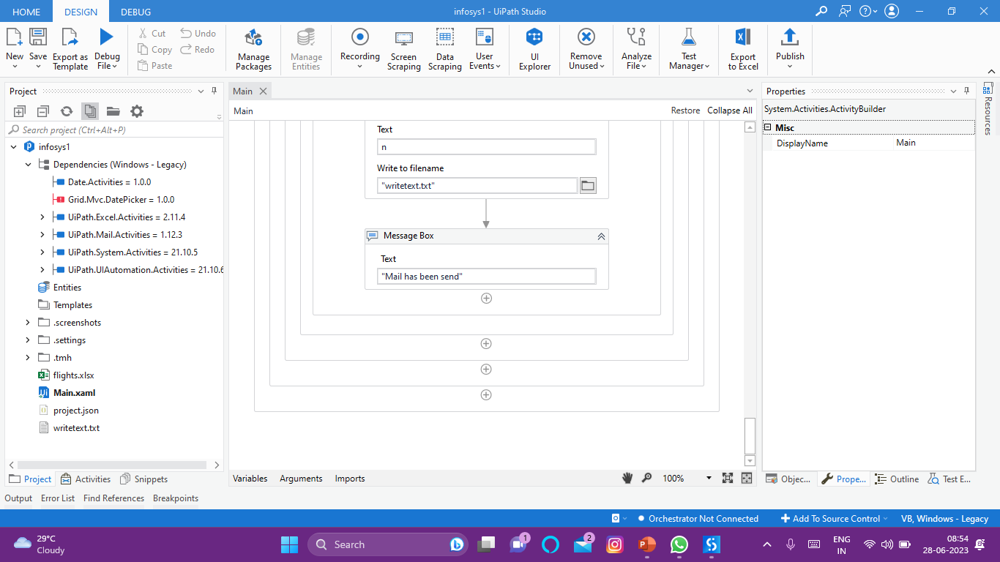 HOME DESIGN DEBUG infosys1 - UiPath Studio
New Save Export as Template Debug File
Cut Undo
Copy Redo
Paste
Manage Packages
Manage Entities
Recording
Screen Scraping
Data Scraping
User Events
UI Explorer
Remove Unused
Analyze File
Test Manager
Export to Excel
Publish
Project
Search project (Ctrl+Alt+P)
infosys1
Dependencies (Windows - Legacy)
Date.Activities = 1.0.0
Grid.Mvc.DatePicker = 1.0.0
UiPath.Excel.Activities = 2.11.4
UiPath.Mail.Activities = 1.12.3
UiPath.System.Activities = 21.10.5
UiPath.UIAutomation.Activities = 21.10.6
Entities
Templates
.screenshots
.settings
.tmh
flights.xlsx
Main.xaml
project.json
writetext.txt
Project Activities Snippets
Main
Main Restore Collapse All
Text
n
Write to filename
"writetext.txt"
Message Box
Text
"Mail has been send"
Variables Arguments Imports 100%
Properties
System.Activities.ActivityBuilder
Misc
DisplayName Main
Resources
Objec... Prope... Outline Test E...
Output Error List Find References Breakpoints
Orchestrator Not Connected Add To Source Control VB, Windows - Legacy
29°C
Cloudy
Search
1
2
ENG
IN
08:54
28-06-2023